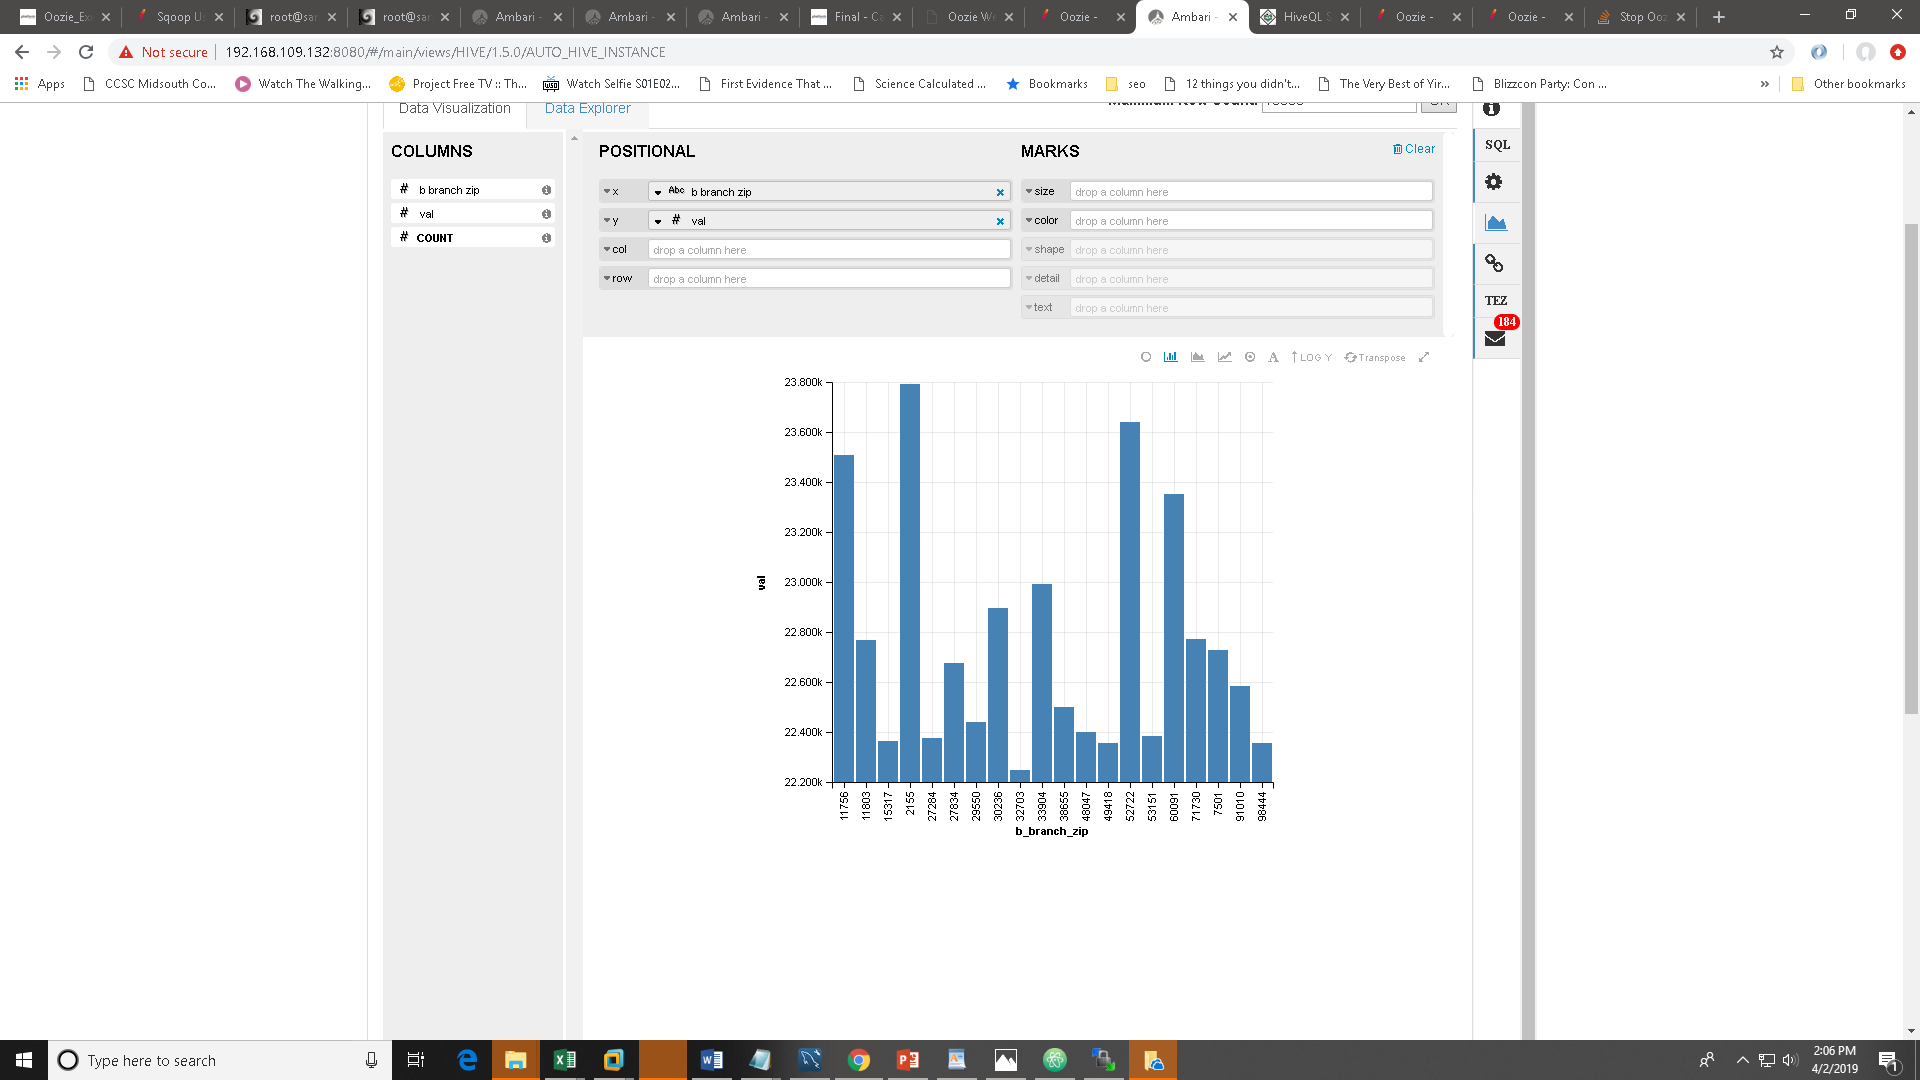 Oozie_Ex
Sqoop U
root@sar
root@sar
Ambari -
Ambari -
Ambari -
Final - Ca
Oozie We
Oozie -
Ambari -
HiveQL S
Oozie -
Oozie -
Stop Ooz
Not secure
192.168.109.132:8080/#/main/views/HIVE/1.5.0/AUTO_HIVE_INSTANCE
Apps
CCSC Midsouth Co...
Watch The Walking...
Project Free TV :: Th...
Watch Selfie S01E02...
First Evidence That ...
Science Calculated ...
Bookmarks
seo
12 things you didn't...
The Very Best of Yir...
Blizzcon Party: Con ...
»
Other bookmarks
Data Visualization
Data Explorer
COLUMNS
# b branch zip
# val
# COUNT
POSITIONAL
x Abc b branch zip
y # val
col drop a column here
row drop a column here
MARKS
Clear
size drop a column here
color drop a column here
shape drop a column here
detail drop a column here
text drop a column here
SQL
TEZ
184
A
LOG Y
Transpose
23.800k
23.600k
23.400k
23.200k
23.000k
22.800k
22.600k
22.400k
22.200k
val
11756
11803
15317
2155
27284
27834
29550
30236
32703
33904
38655
48047
49418
52722
53151
60091
71730
7501
91010
98444
b_branch_zip
Type here to search
2:06 PM
4/2/2019
1